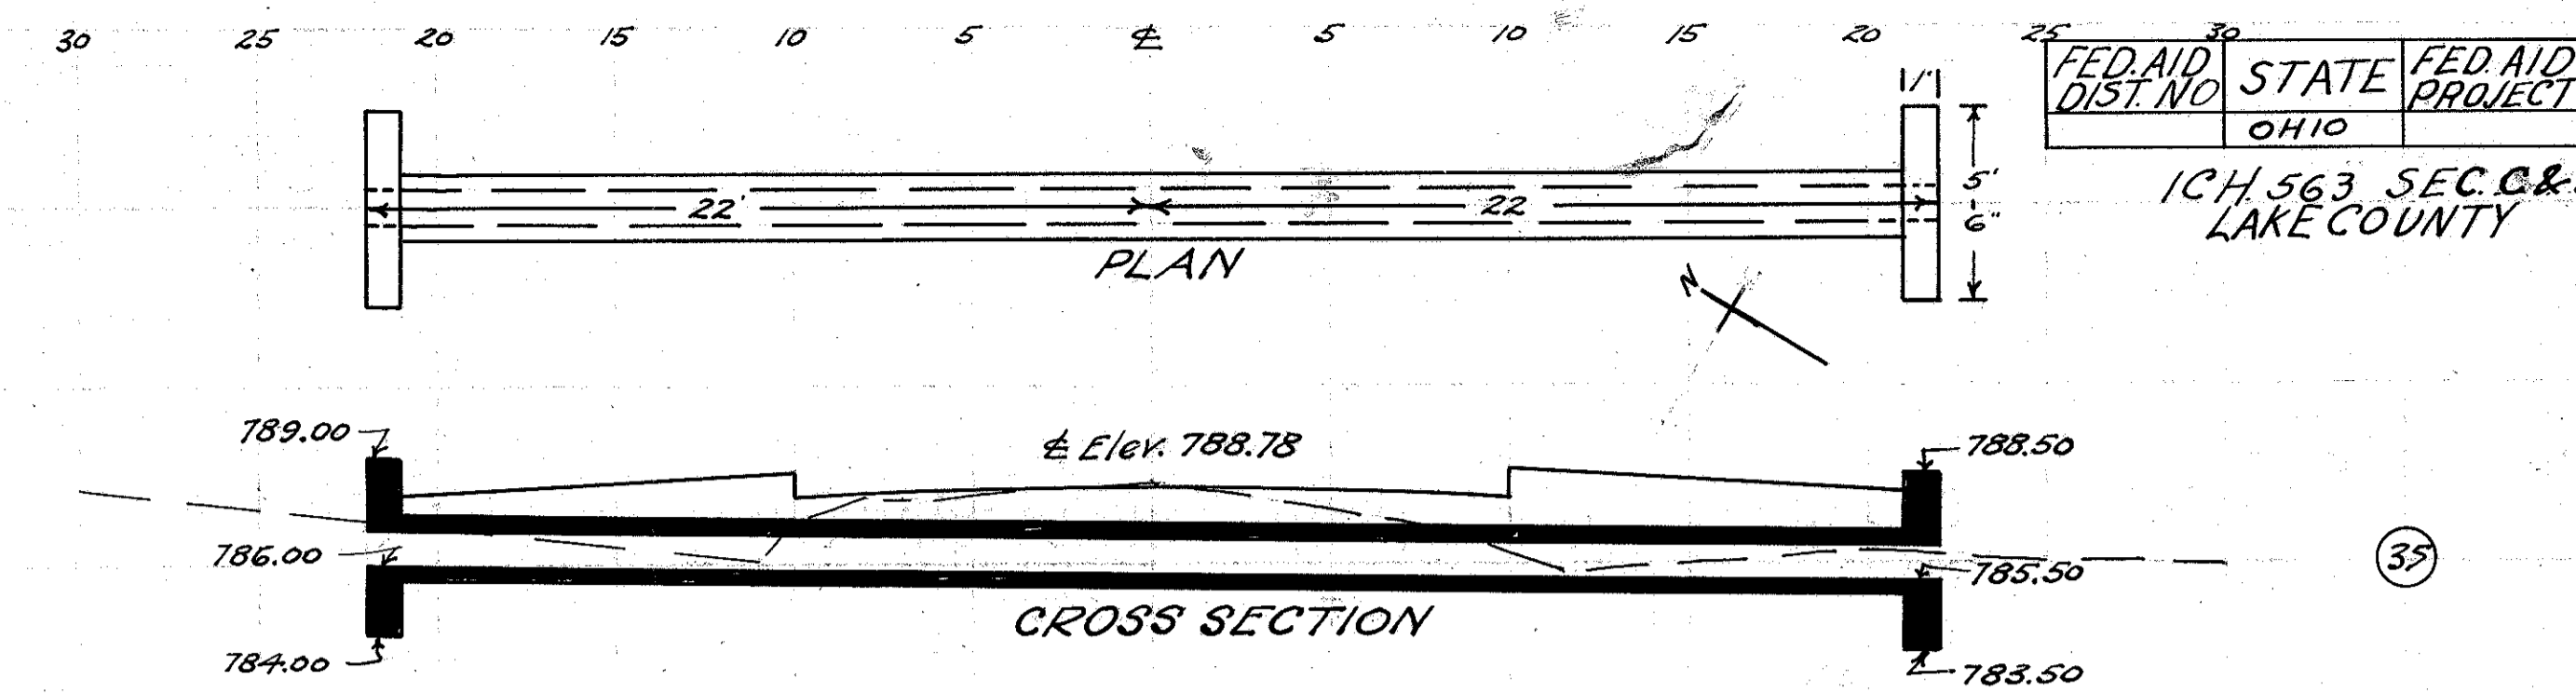 30 25 20 15 10 5 ℄ 5 10 15 20 25 30
FED. AID DIST. NO
STATE
FED. AID PROJECT
OHIO
1'
22' 22
5'-6"
I C H. 563 SEC. C &
LAKE COUNTY
PLAN
N
789.00
℄ Elev. 788.78
788.50
786.00
785.50
35
CROSS SECTION
784.00
783.50